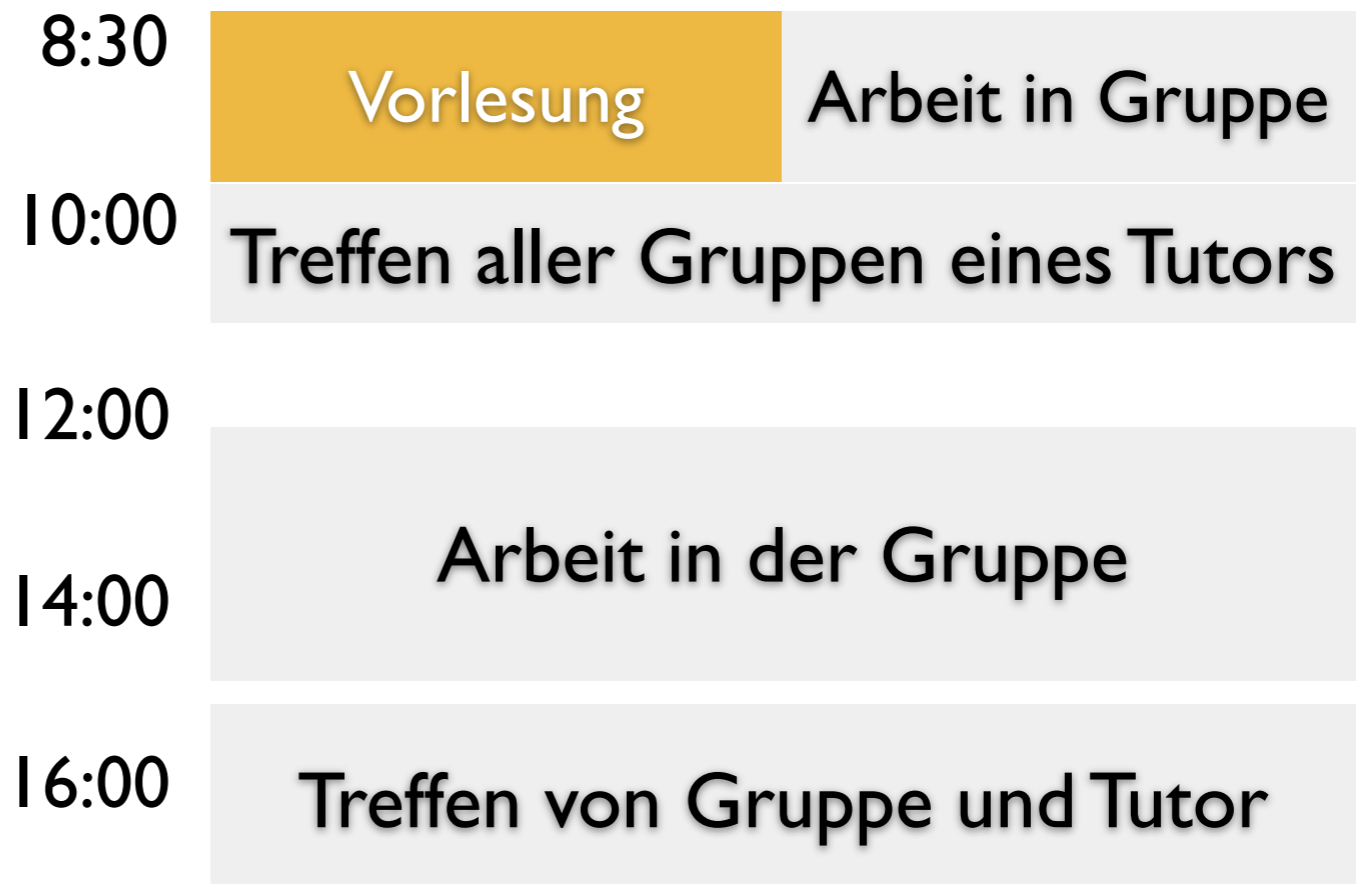 8:30
Vorlesung
Arbeit in Gruppe
10:00
Treffen aller Gruppen eines Tutors
12:00
Arbeit in der Gruppe
14:00
16:00
Treffen von Gruppe und Tutor